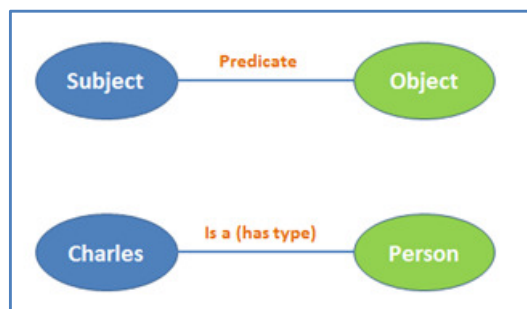 Subject Predicate Object
Charles Is a (has type) Person